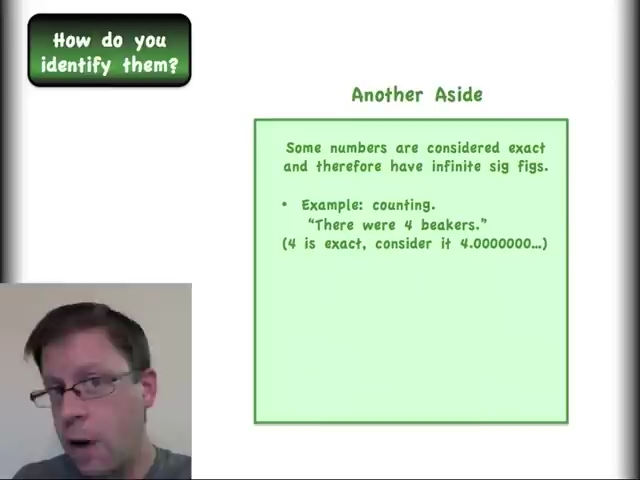 How do you
identify them?
Another Aside
Some numbers are considered exact
and therefore have infinite sig figs.
• Example: counting.
“There were 4 beakers.”
(4 is exact, consider it 4.0000000…)